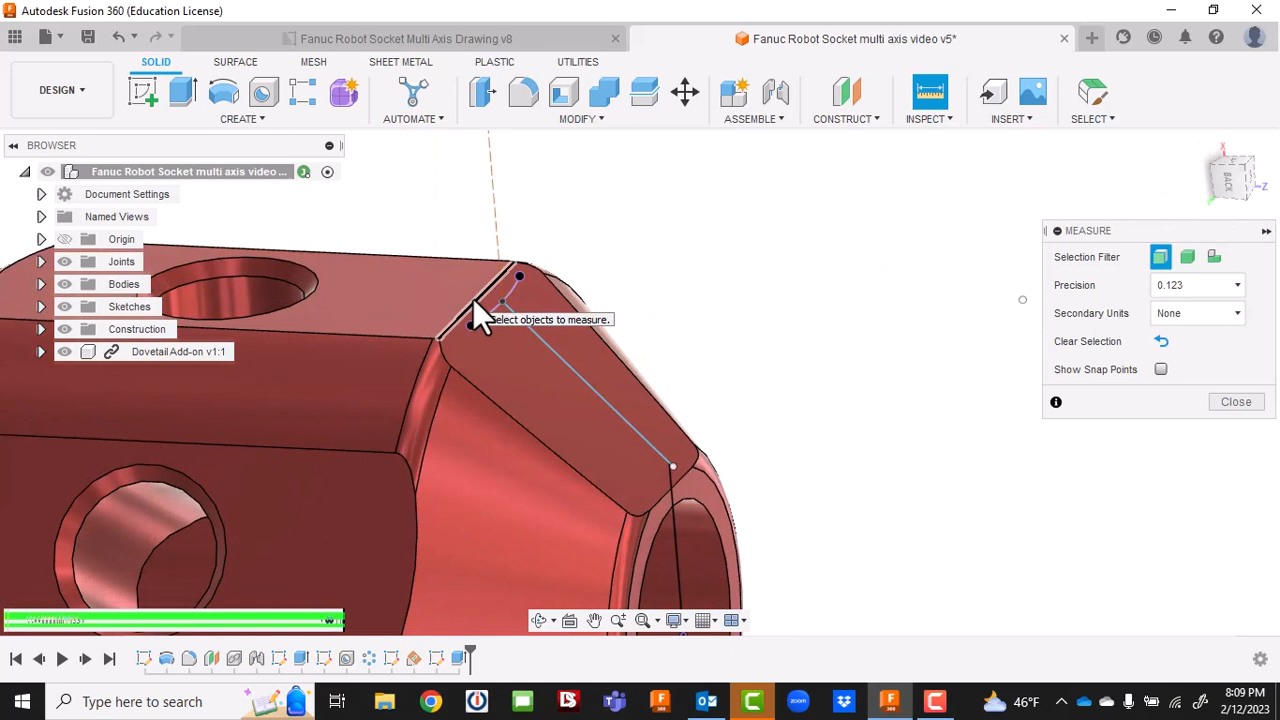 Autodesk Fusion 360 (Education License)
Fanuc Robot Socket Multi Axis Drawing v8
Fanuc Robot Socket multi axis video v5*
DESIGN
SOLID
SURFACE
MESH
SHEET METAL
PLASTIC
UTILITIES
CREATE
AUTOMATE
MODIFY
ASSEMBLE
CONSTRUCT
INSPECT
INSERT
SELECT
BROWSER
Fanuc Robot Socket multi axis video ...
Document Settings
Named Views
Origin
Joints
Bodies
Sketches
Construction
Dovetail Add-on v1:1
X
BACK
Z
MEASURE
Selection Filter
Precision
0.123
Secondary Units
None
Clear Selection
Show Snap Points
Close
Select objects to measure.
Type here to search
46°F
8:09 PM
2/12/2023